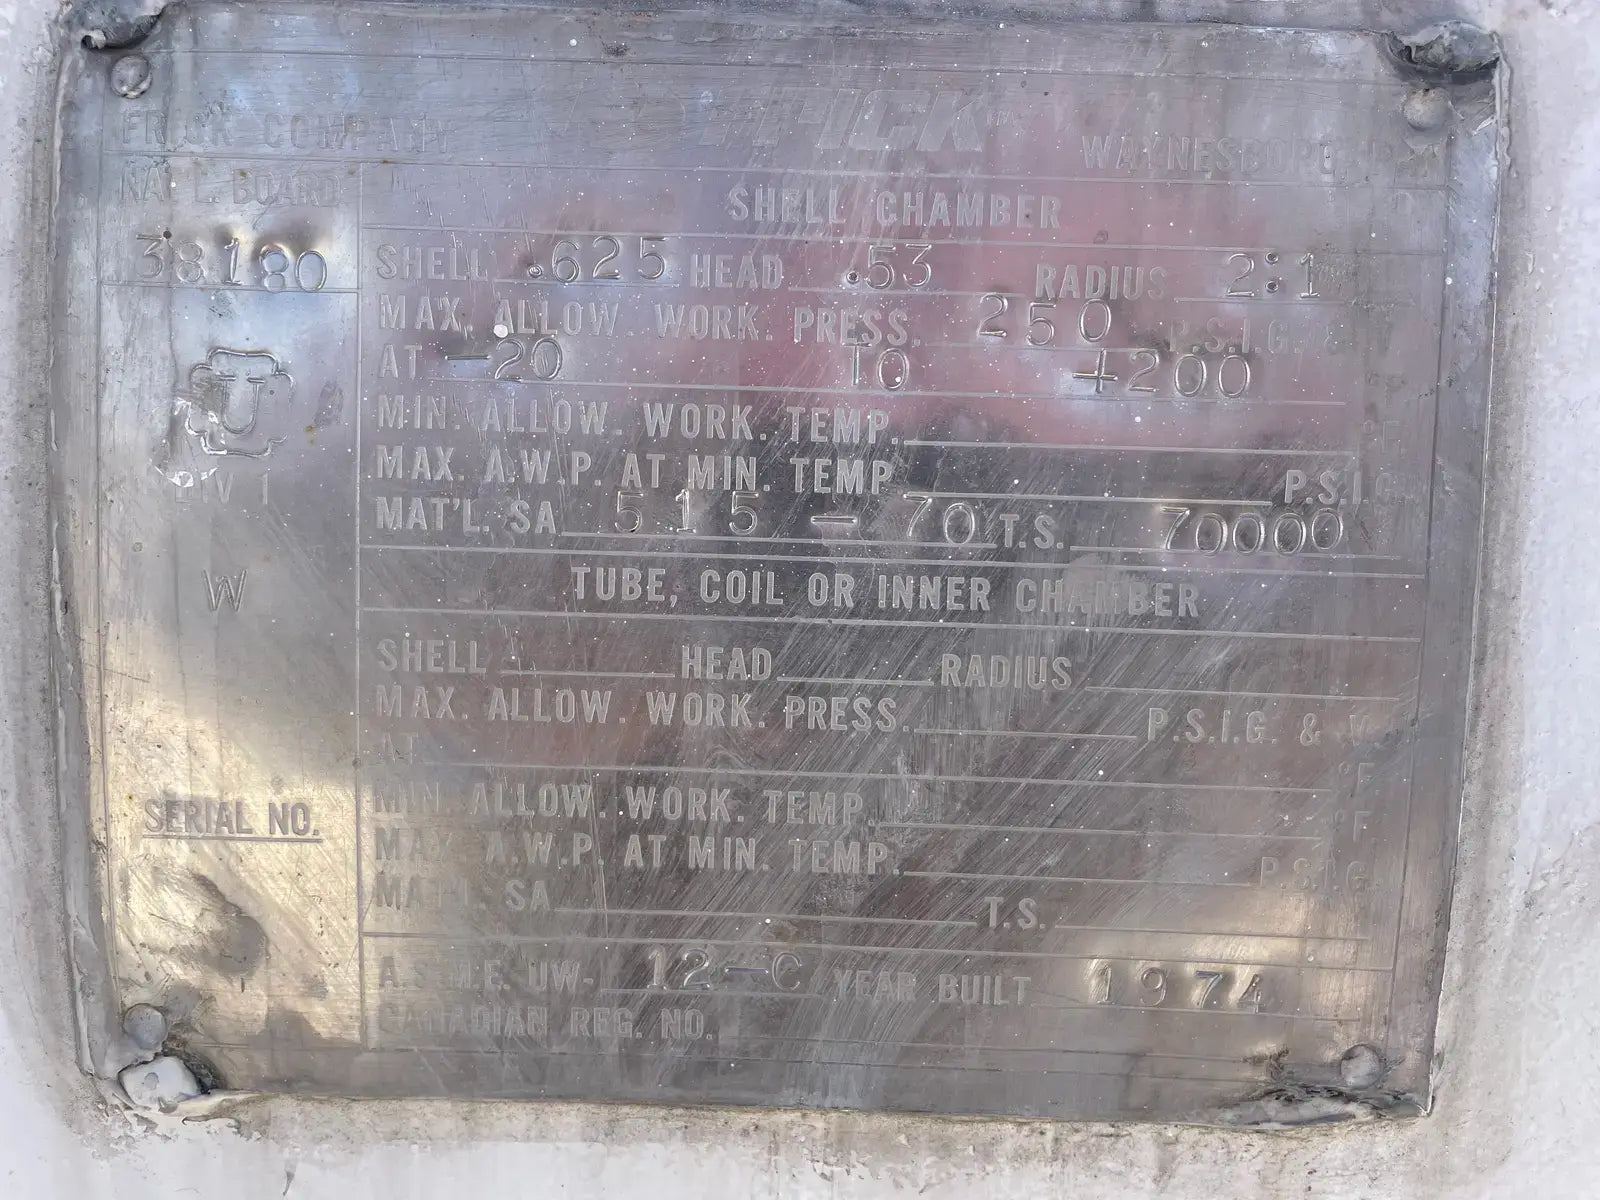 FRICK COMPANY FRICK WAYNESBORO, PA.
NAT'L. BOARD
38180
U
DIV 1
W
SERIAL NO.
SHELL CHAMBER
SHELL .625 HEAD .53 RADIUS 2:1
MAX. ALLOW. WORK. PRESS. 250 P.S.I.G. & V
AT -20 TO +200 °F
MIN. ALLOW. WORK. TEMP. °F
MAX. A.W.P. AT MIN. TEMP. P.S.I.G.
MAT'L. SA 515 - 70 T.S. 70000
TUBE, COIL OR INNER CHAMBER
SHELL HEAD RADIUS
MAX. ALLOW. WORK. PRESS. P.S.I.G. & V.
AT °F.
MIN. ALLOW. WORK. TEMP. °F
MAX. A.W.P. AT MIN. TEMP. P.S.I.G.
MAT'L. SA T.S.
A.S.M.E. UW- 12-C YEAR BUILT 1974
CANADIAN REG. NO.